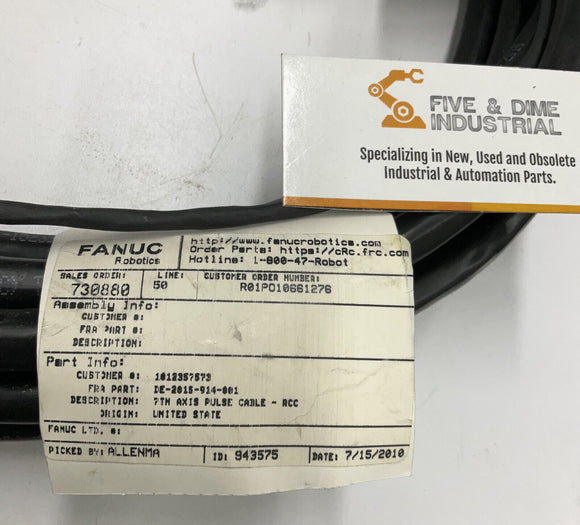 FIVE & DIME
INDUSTRIAL
Specializing in New, Used and Obsolete
Industrial & Automation Parts.
FANUC
Robotics
http://www.fanucrobotics.com
Order Parts: https://cRc.frc.com
Hotline: 1-800-47-Robot
SALES ORDER: LINE: CUSTOMER ORDER NUMBER:
730880 50 R01PO10661276
Assembly Info:
CUSTOMER #:
FRA PART #:
DESCRIPTION:
Part Info:
CUSTOMER #: 1012357573
FRA PART: DE-2015-914-001
DESCRIPTION: 7TH AXIS PULSE CABLE - RCC
ORIGIN: UNITED STATE
FANUC LTD. #:
PICKED BY: ALLENMA ID: 943575 DATE: 7/15/2010